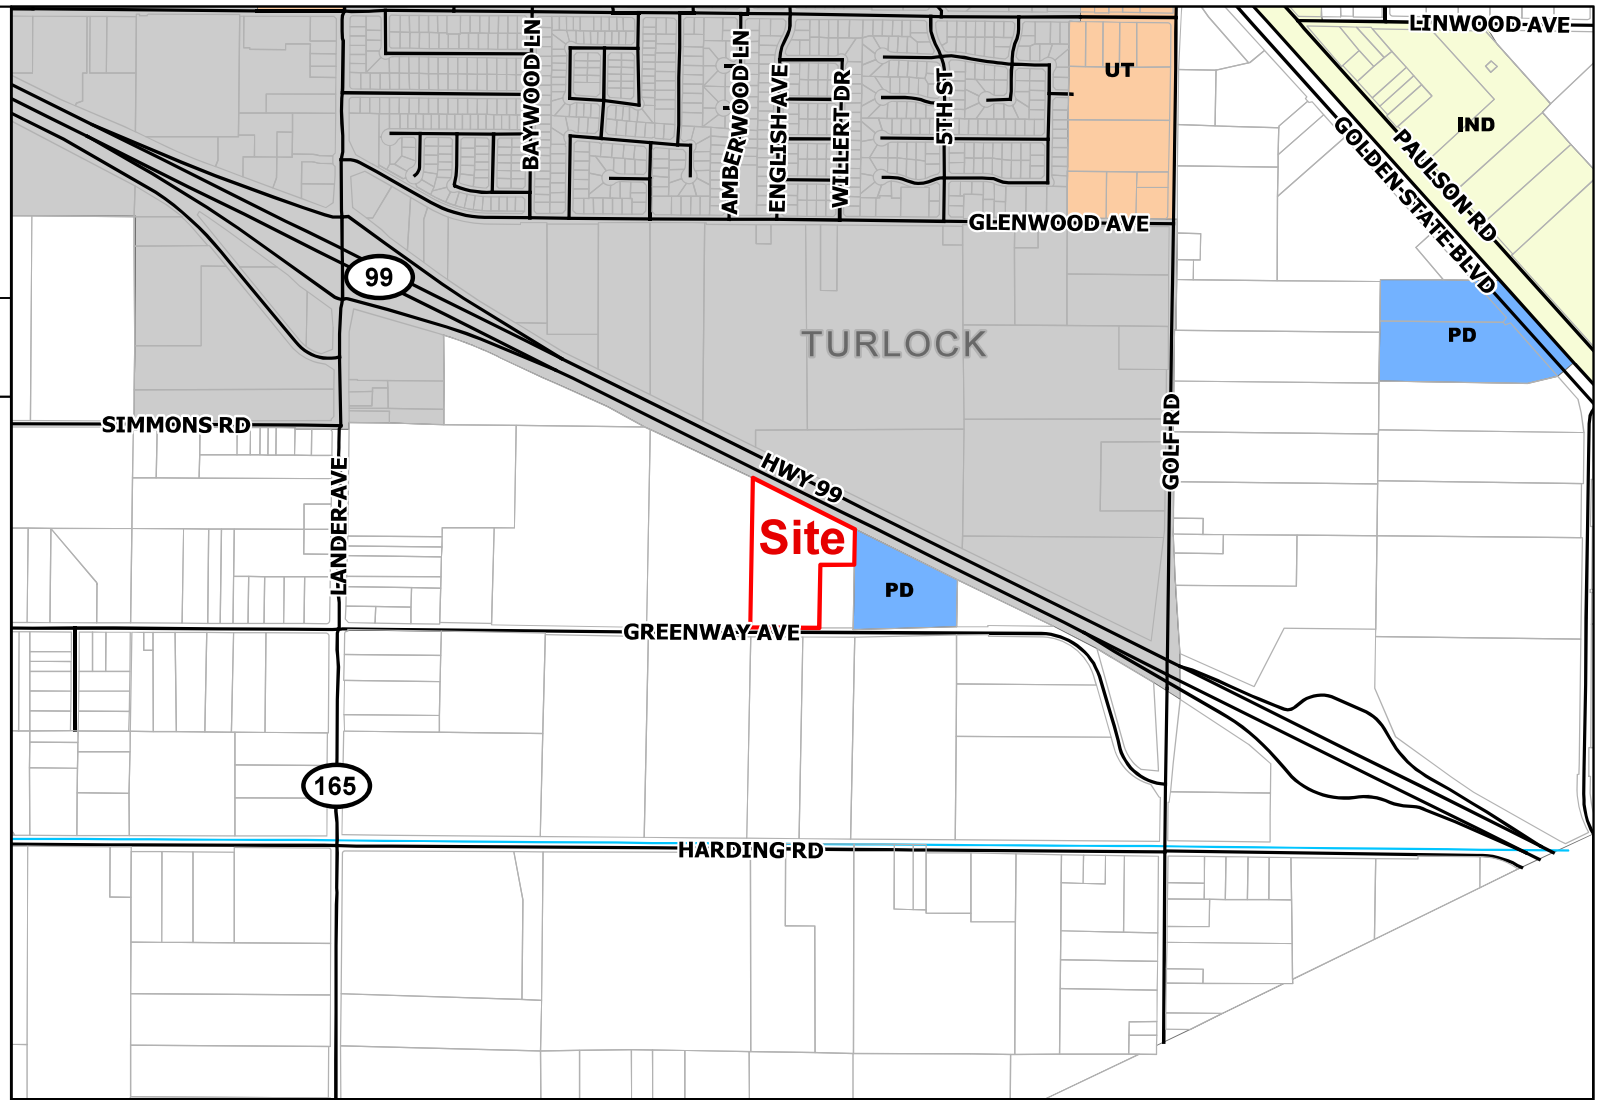 LINWOOD AVE
BAYWOOD LN
AMBERWOOD LN
ENGLISH AVE
WILLERT DR
5TH ST
UT
IND
PAULSON RD
GOLDEN STATE BLVD
GLENWOOD AVE
99
TURLOCK
PD
SIMMONS RD
LANDER AVE
GOLF RD
HWY 99
Site
PD
GREENWAY AVE
165
HARDING RD